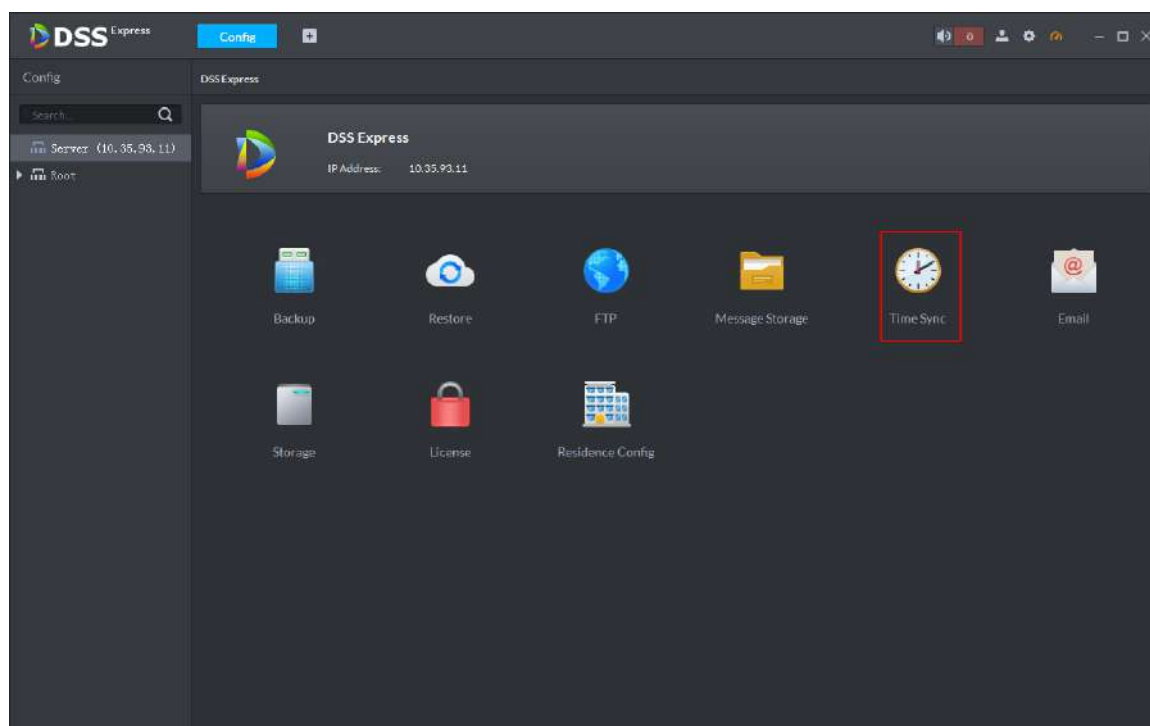 DSS Express
Config
0
Config
DSS Express
Search...
DSS Express
Server (10.35.93.11)
IP Address: 10.35.93.11
Root
@
Backup
Restore
FTP
Message Storage
Time Sync
Email
Storage
License
Residence Config